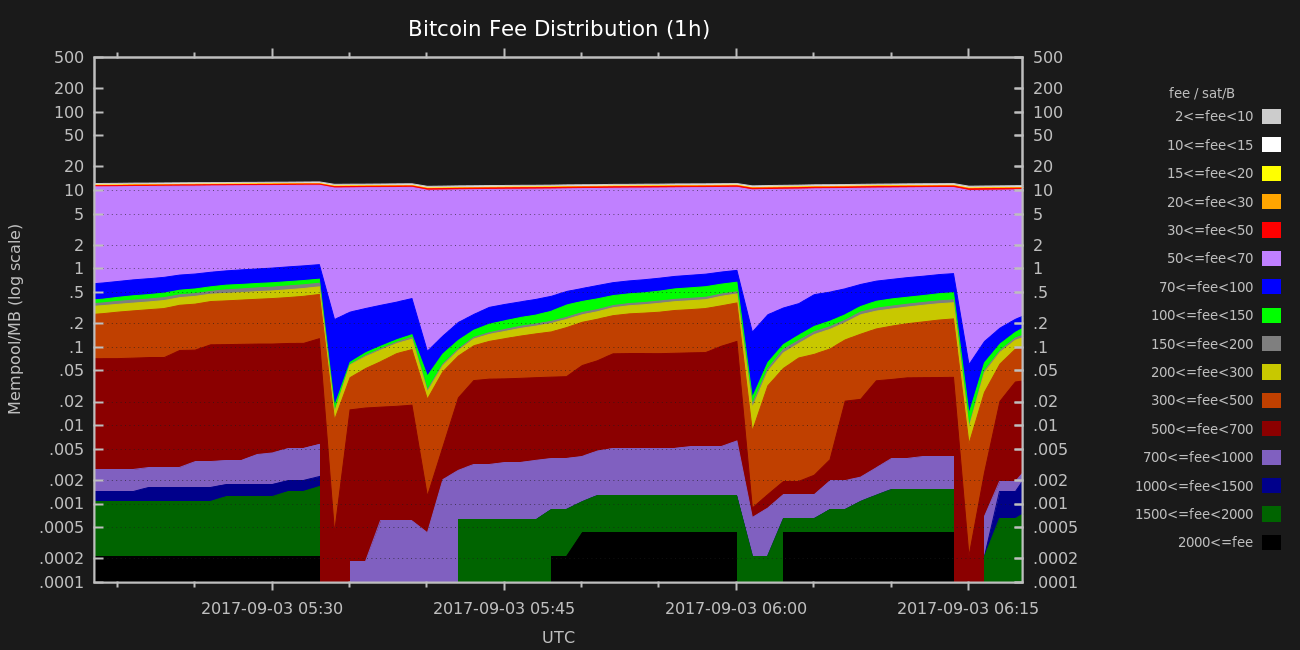 Bitcoin Fee Distribution (1h)
Mempool/MB (log scale)
500
200
100
50
20
10
5
2
1
.5
.2
.1
.05
.02
.01
.005
.002
.001
.0005
.0002
.0001
500
200
100
50
20
10
5
2
1
.5
.2
.1
.05
.02
.01
.005
.002
.001
.0005
.0002
.0001
2017-09-03 05:30
2017-09-03 05:45
2017-09-03 06:00
2017-09-03 06:15
UTC
fee / sat/B
2<=fee<10
10<=fee<15
15<=fee<20
20<=fee<30
30<=fee<50
50<=fee<70
70<=fee<100
100<=fee<150
150<=fee<200
200<=fee<300
300<=fee<500
500<=fee<700
700<=fee<1000
1000<=fee<1500
1500<=fee<2000
2000<=fee